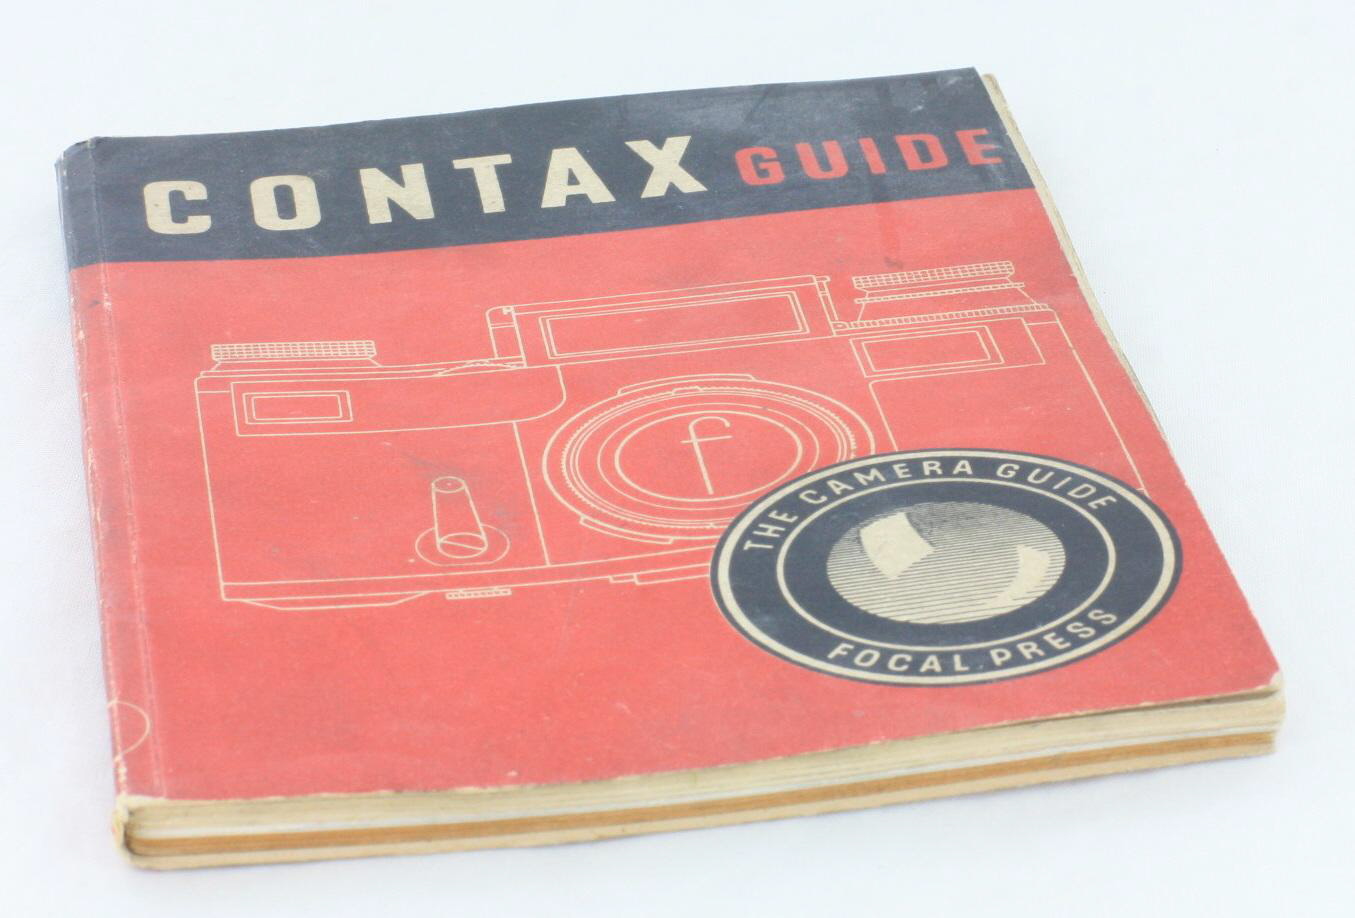 CONTAX GUIDE
f
THE CAMERA GUIDE
FOCAL PRESS